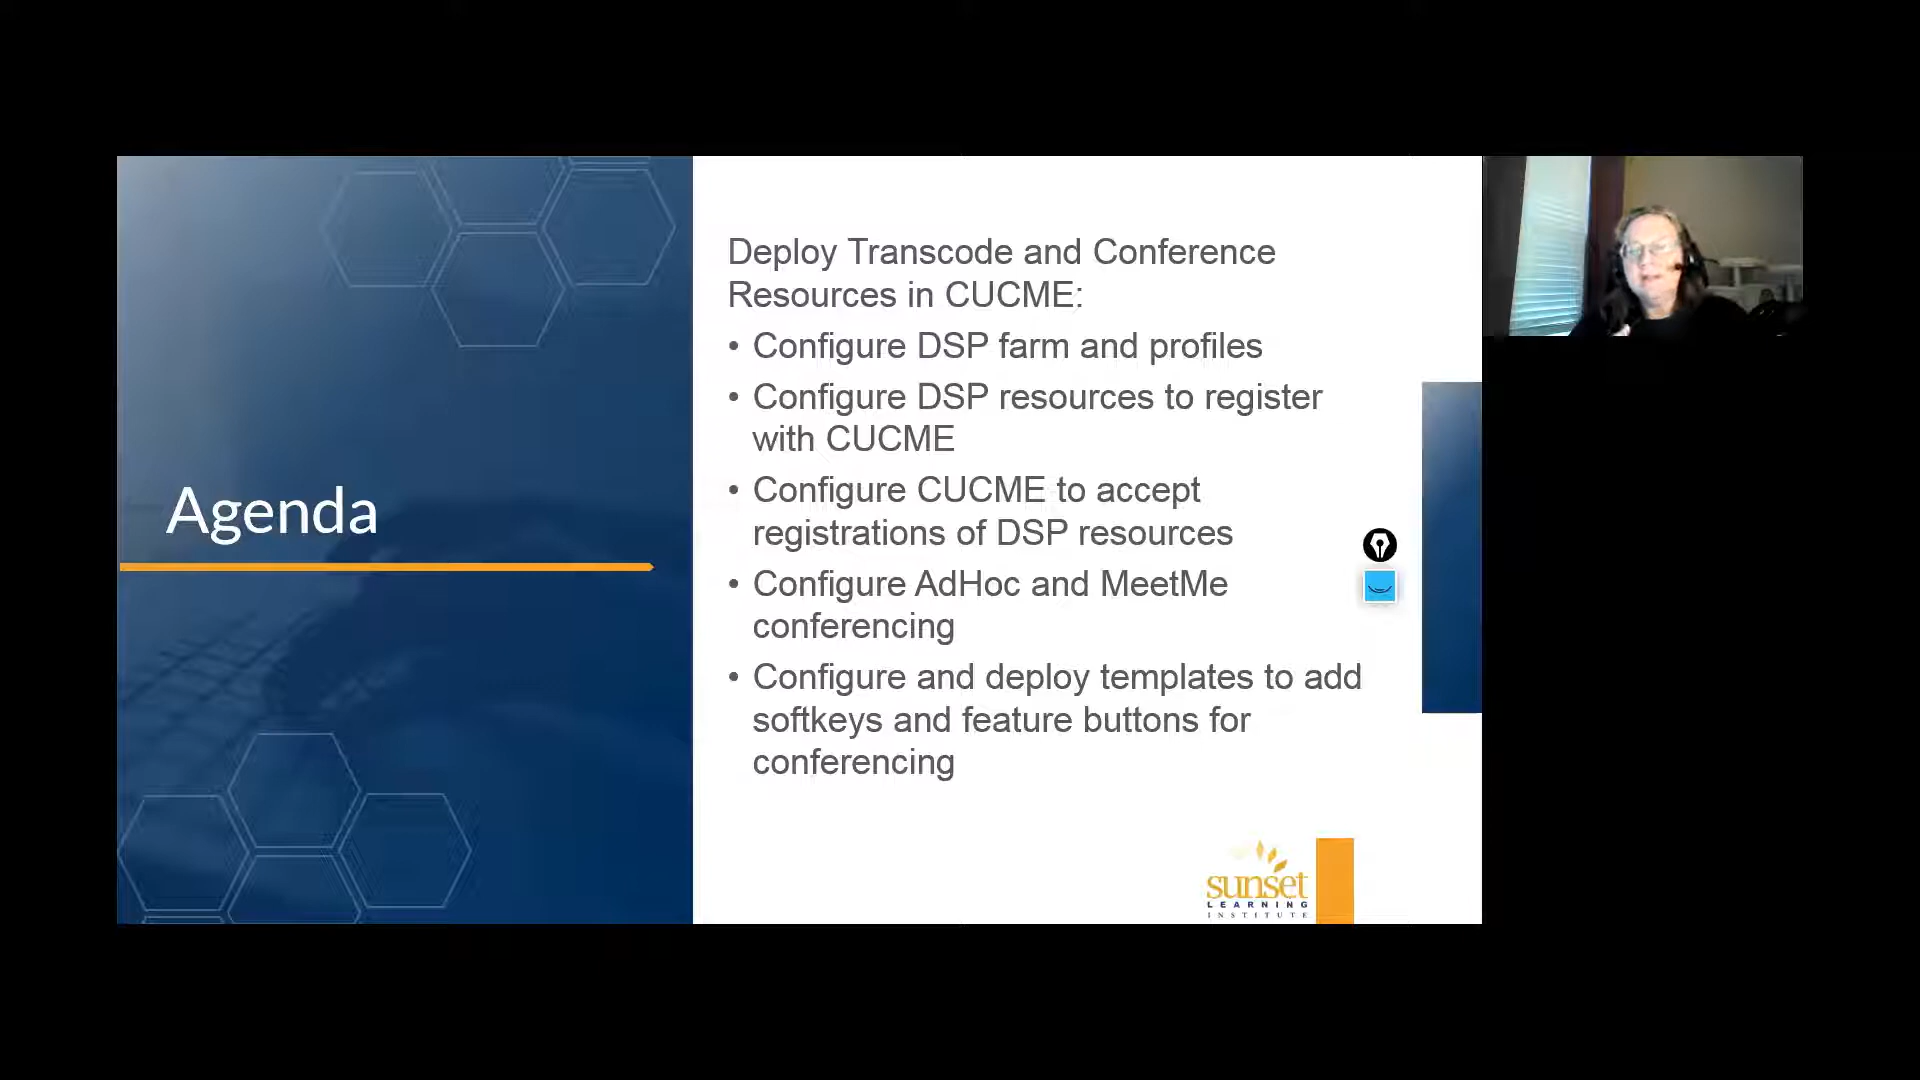 Agenda
Deploy Transcode and Conference
Resources in CUCME:
• Configure DSP farm and profiles
• Configure DSP resources to register
with CUCME
• Configure CUCME to accept
registrations of DSP resources
• Configure AdHoc and MeetMe
conferencing
• Configure and deploy templates to add
softkeys and feature buttons for
conferencing
sunset
LEARNING
INSTITUTE